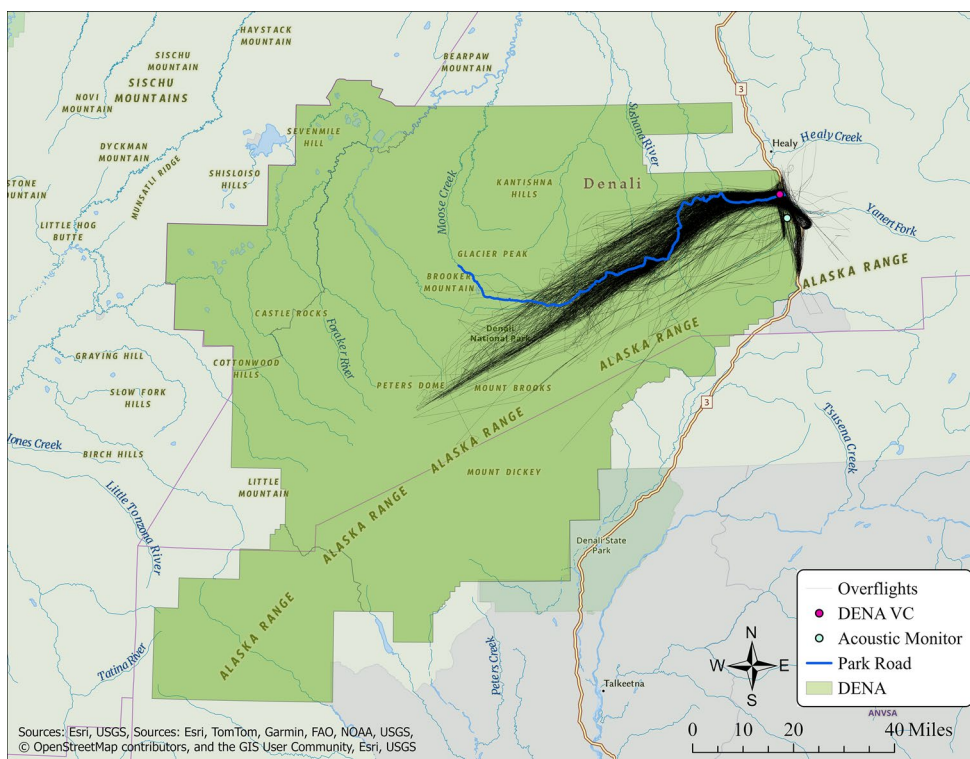 HAYSTACK
MOUNTAIN
SISCHU
MOUNTAIN
SISCHU
MOUNTAINS
NOVI
MOUNTAIN
BEARPAW
MOUNTAIN
3
SEVENMILE
HILL
Sushana River
Healy
Healy Creek
DYCKMAN
MOUNTAIN
MUNSATLI RIDGE
SHISLOISO
HILLS
STONE
OUNTAIN
KANTISHNA
HILLS
Denali
Moose Creek
LITTLE HOG
BUTTE
Yanert Fork
GLACIER PEAK
BROOKER
MOUNTAIN
ALASKA RANGE
CASTLE ROCKS
Foraker River
Denali
National Park
ALASKA RANGE
GRAYING HILL
COTTONWOOD
HILLS
PETERS DOME
MOUNT BROOKS
SLOW FORK
HILLS
3
Tsusena Creek
ALASKA RANGE
Jones Creek
BIRCH HILLS
MOUNT DICKEY
LITTLE
MOUNTAIN
Little Tonzona River
ALASKA RANGE
Denali State
Park
ALASKA RANGE
Tatina River
Peters Creek
Talkeetna
Overflights
DENA VC
Acoustic Monitor
Park Road
DENA
N
W
E
S
ANVSA
0 20 40 Miles
Sources: Esri, USGS, Sources: Esri, TomTom, Garmin, FAO, NOAA, USGS,
© OpenStreetMap contributors, and the GIS User Community, Esri, USGS